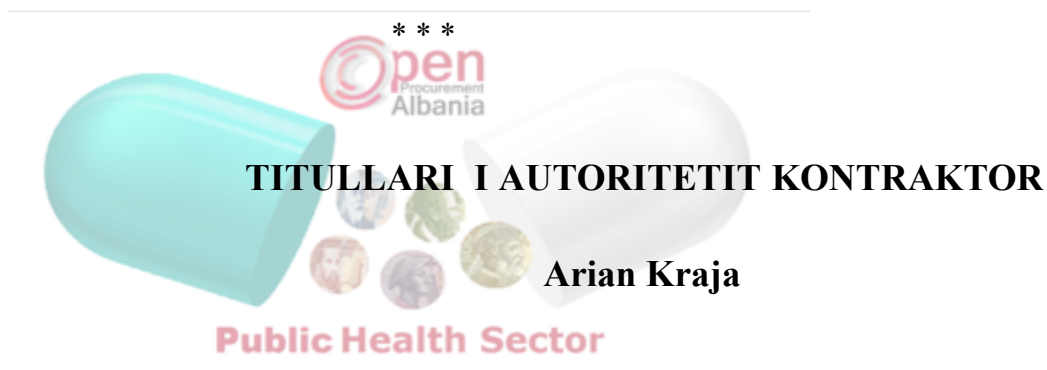 * * *
Open
Procurement
Albania
TITULLARI I AUTORITETIT KONTRAKTOR
Arian Kraja
Public Health Sector